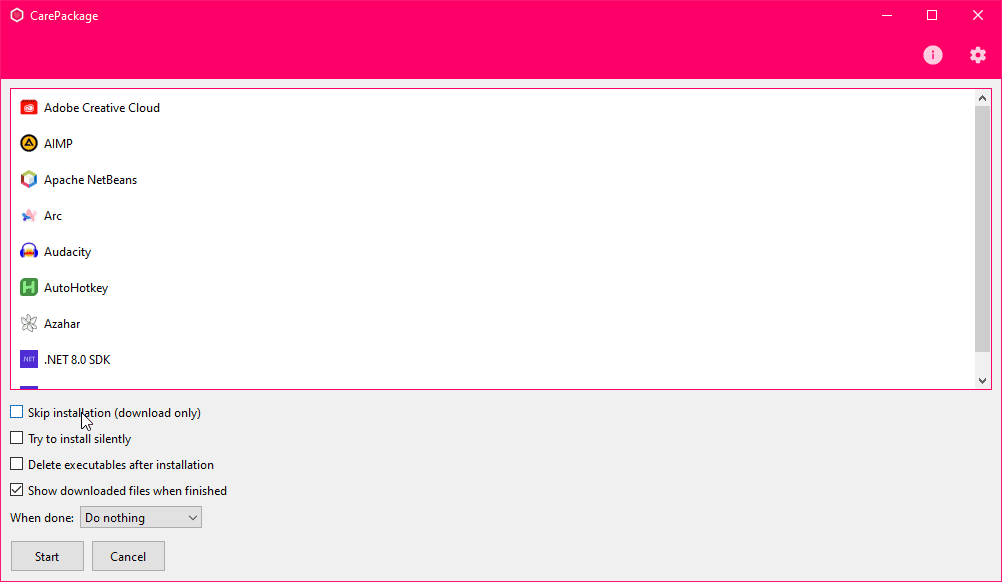 CarePackage
Adobe Creative Cloud
AIMP
Apache NetBeans
Arc
Audacity
AutoHotkey
Azahar
.NET .NET 8.0 SDK
Skip installation (download only)
Try to install silently
Delete executables after installation
Show downloaded files when finished
When done: Do nothing
Start Cancel